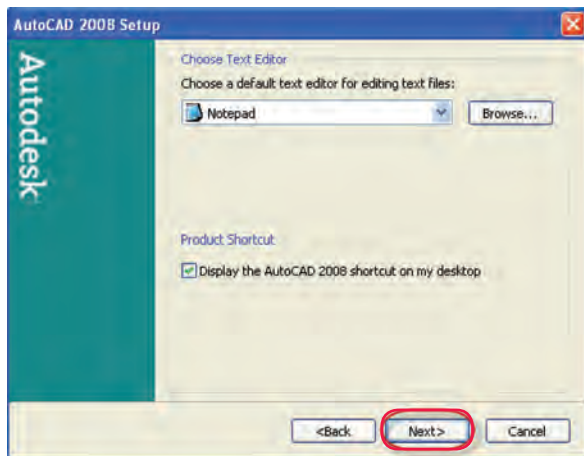 AutoCAD 2008 Setup
Autodesk
Choose Text Editor
Choose a default text editor for editing text files:
Notepad
Browse...
Product Shortcut
Display the AutoCAD 2008 shortcut on my desktop
<Back
Next>
Cancel